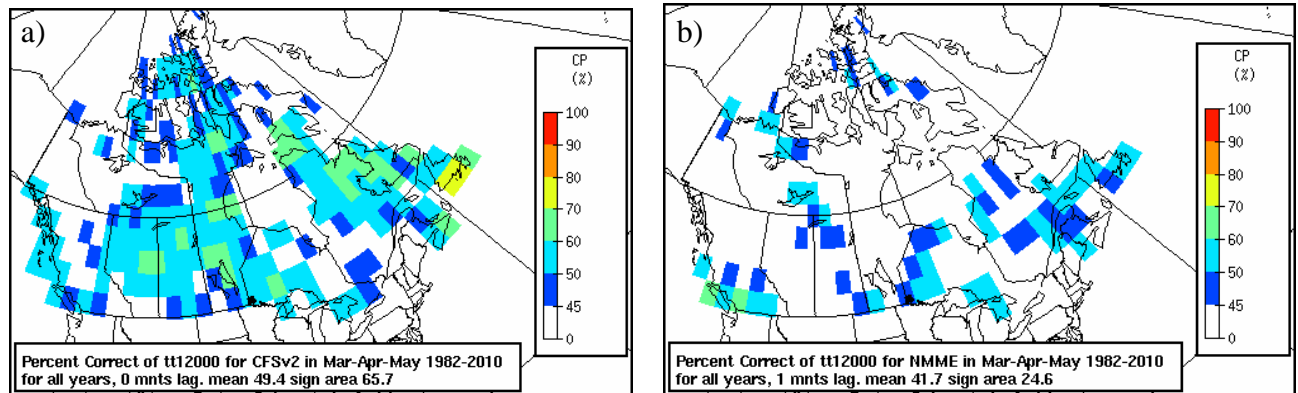 a)
CP
(%)
100
90
80
70
60
50
45
0
Percent Correct of tt12000 for CFSv2 in Mar-Apr-May 1982-2010
for all years, 0 mnts lag. mean 49.4 sign area 65.7
b)
CP
(%)
100
90
80
70
60
50
45
0
Percent Correct of tt12000 for NMME in Mar-Apr-May 1982-2010
for all years, 1 mnts lag. mean 41.7 sign area 24.6